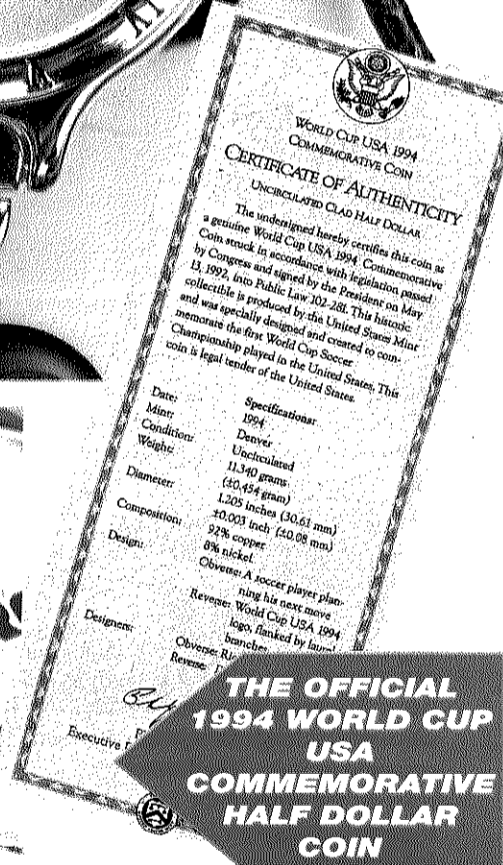 WORLD CUP USA 1994
COMMEMORATIVE COIN
CERTIFICATE OF AUTHENTICITY
UNCIRCULATED CLAD HALF DOLLAR
The undersigned hereby certifies this coin as
a genuine World Cup USA 1994 Commemorative
Coin struck in accordance with legislation passed
by Congress and signed by the President on May
13, 1992, into Public Law 102-281. This historic
collectible is produced by the United States Mint
and was specially designed and created to com-
memorate the first World Cup Soccer
Championship played in the United States. This
coin is legal tender of the United States.
Specifications:
Date: 1994
Mint: Denver
Condition: Uncirculated
Weight: 11.340 grams
(±0.454 gram)
Diameter: 1.205 inches (30.61 mm)
±0.003 inch (±0.08 mm)
Composition: 92% copper
8% nickel
Design: Obverse: A soccer player plan-
ning his next move
Reverse: World Cup USA 1994
logo, flanked by laurel
branches
Designers: Obverse:
Reverse:
Executive
THE OFFICIAL
1994 WORLD CUP
USA
COMMEMORATIVE
HALF DOLLAR
COIN